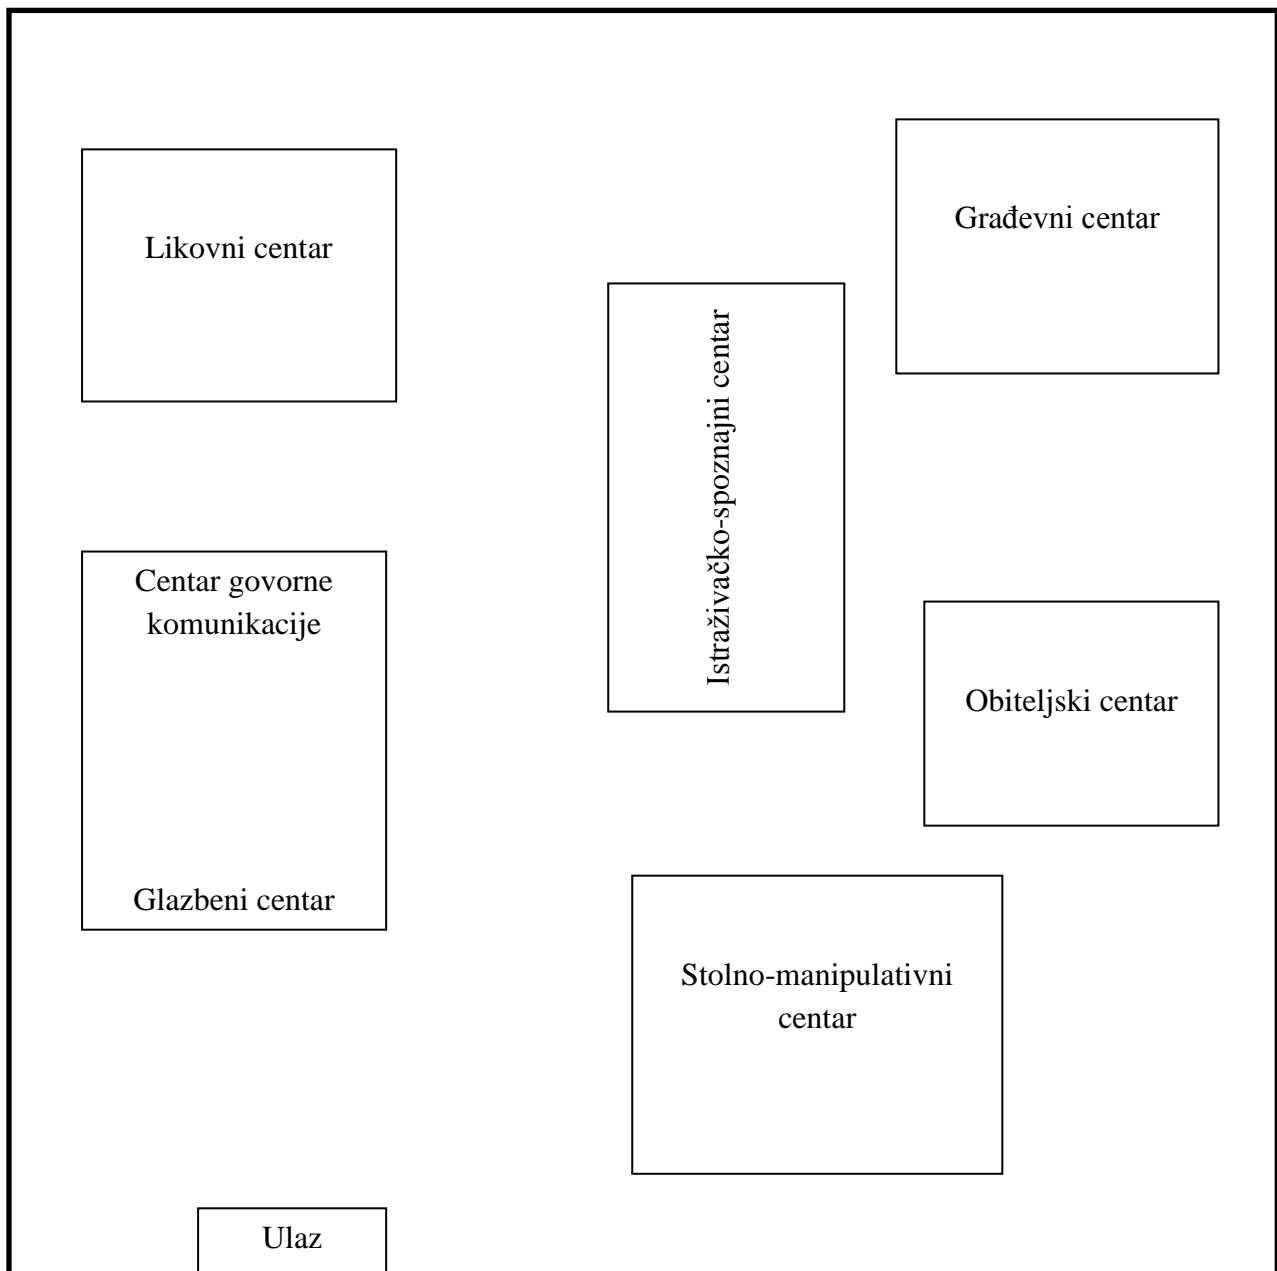 Građevni centar
Likovni centar
Istraživačko-spoznajni centar
Centar govorne
komunikacije
Obiteljski centar
Glazbeni centar
Stolno-manipulativni
centar
Ulaz